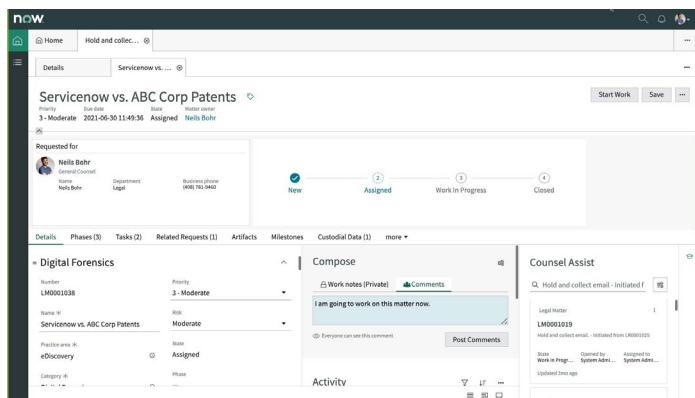 now.
Home
Hold and collec...
Details
Servicenow vs. ...
Servicenow vs. ABC Corp Patents
Start Work
Save
Priority Due date State Matter owner
3 - Moderate 2021-06-30 11:49:36 Assigned Neils Bohr
Requested for
Neils Bohr
General Counsel
Name Department Business phone
Neils Bohr Legal (408) 781-9460
2 3 4
New Assigned Work In Progress Closed
Details Phases (3) Tasks (2) Related Requests (1) Artifacts Milestones Custodial Data (1) more
Digital Forensics
Number
LM0001038
Priority
3 - Moderate
Name
Servicenow vs. ABC Corp Patents
Risk
Moderate
Practice area
eDiscovery
State
Assigned
Category
Phase
Compose
Work notes (Private) Comments
I am going to work on this matter now.
Everyone can see this comment
Post Comments
Activity
Counsel Assist
Hold and collect email - Initiated f
Legal Matter
LM0001019
Hold and collect email. - Initiated from LM0001025
State Opened by Assigned to
Work in Progr... System Admi... System Admi...
Updated 3mo ago